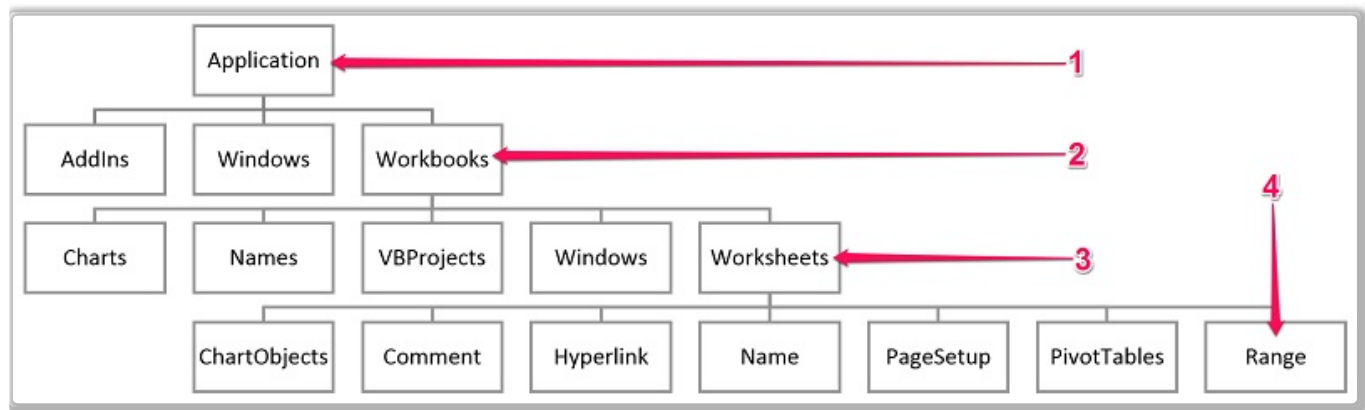 Application
1
AddIns Windows Workbooks
2
4
Charts Names VBProjects Windows Worksheets
3
ChartObjects Comment Hyperlink Name PageSetup PivotTables Range